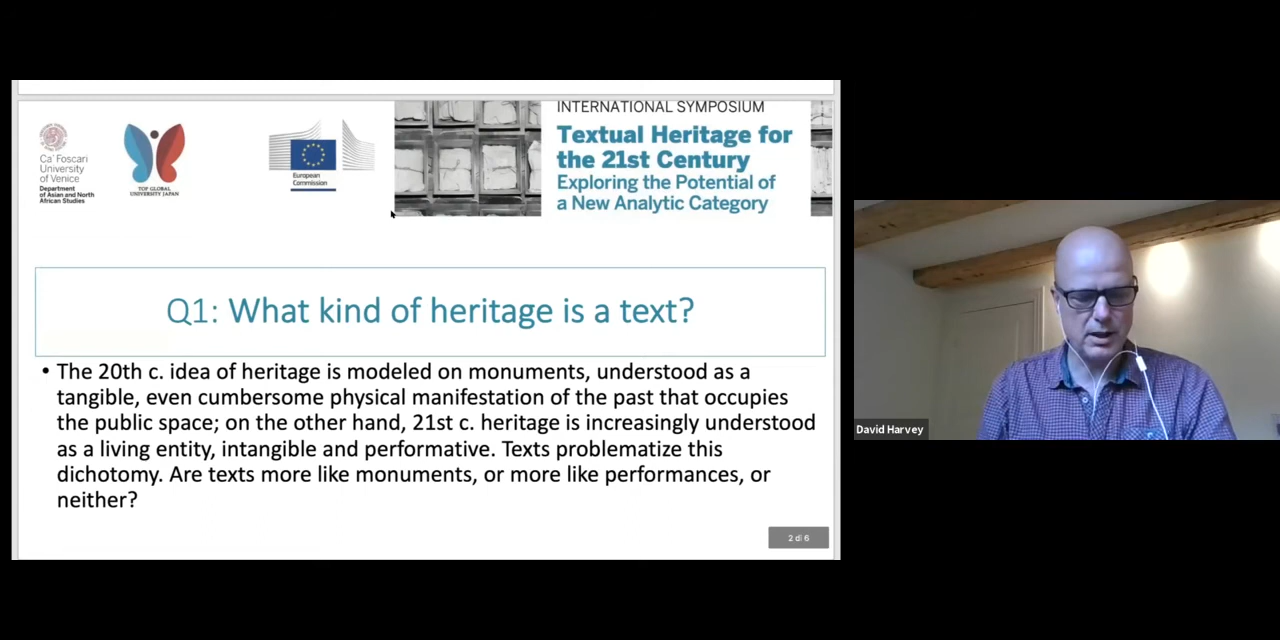 Ca' Foscari
University
of Venice
Department
of Asian and North
African Studies
TOP GLOBAL
UNIVERSITY JAPAN
European
Commission
INTERNATIONAL SYMPOSIUM
Textual Heritage for
the 21st Century
Exploring the Potential of
a New Analytic Category
Q1: What kind of heritage is a text?
• The 20th c. idea of heritage is modeled on monuments, understood as a
tangible, even cumbersome physical manifestation of the past that occupies
the public space; on the other hand, 21st c. heritage is increasingly understood
as a living entity, intangible and performative. Texts problematize this
dichotomy. Are texts more like monuments, or more like performances, or
neither?
2 di 6
David Harvey